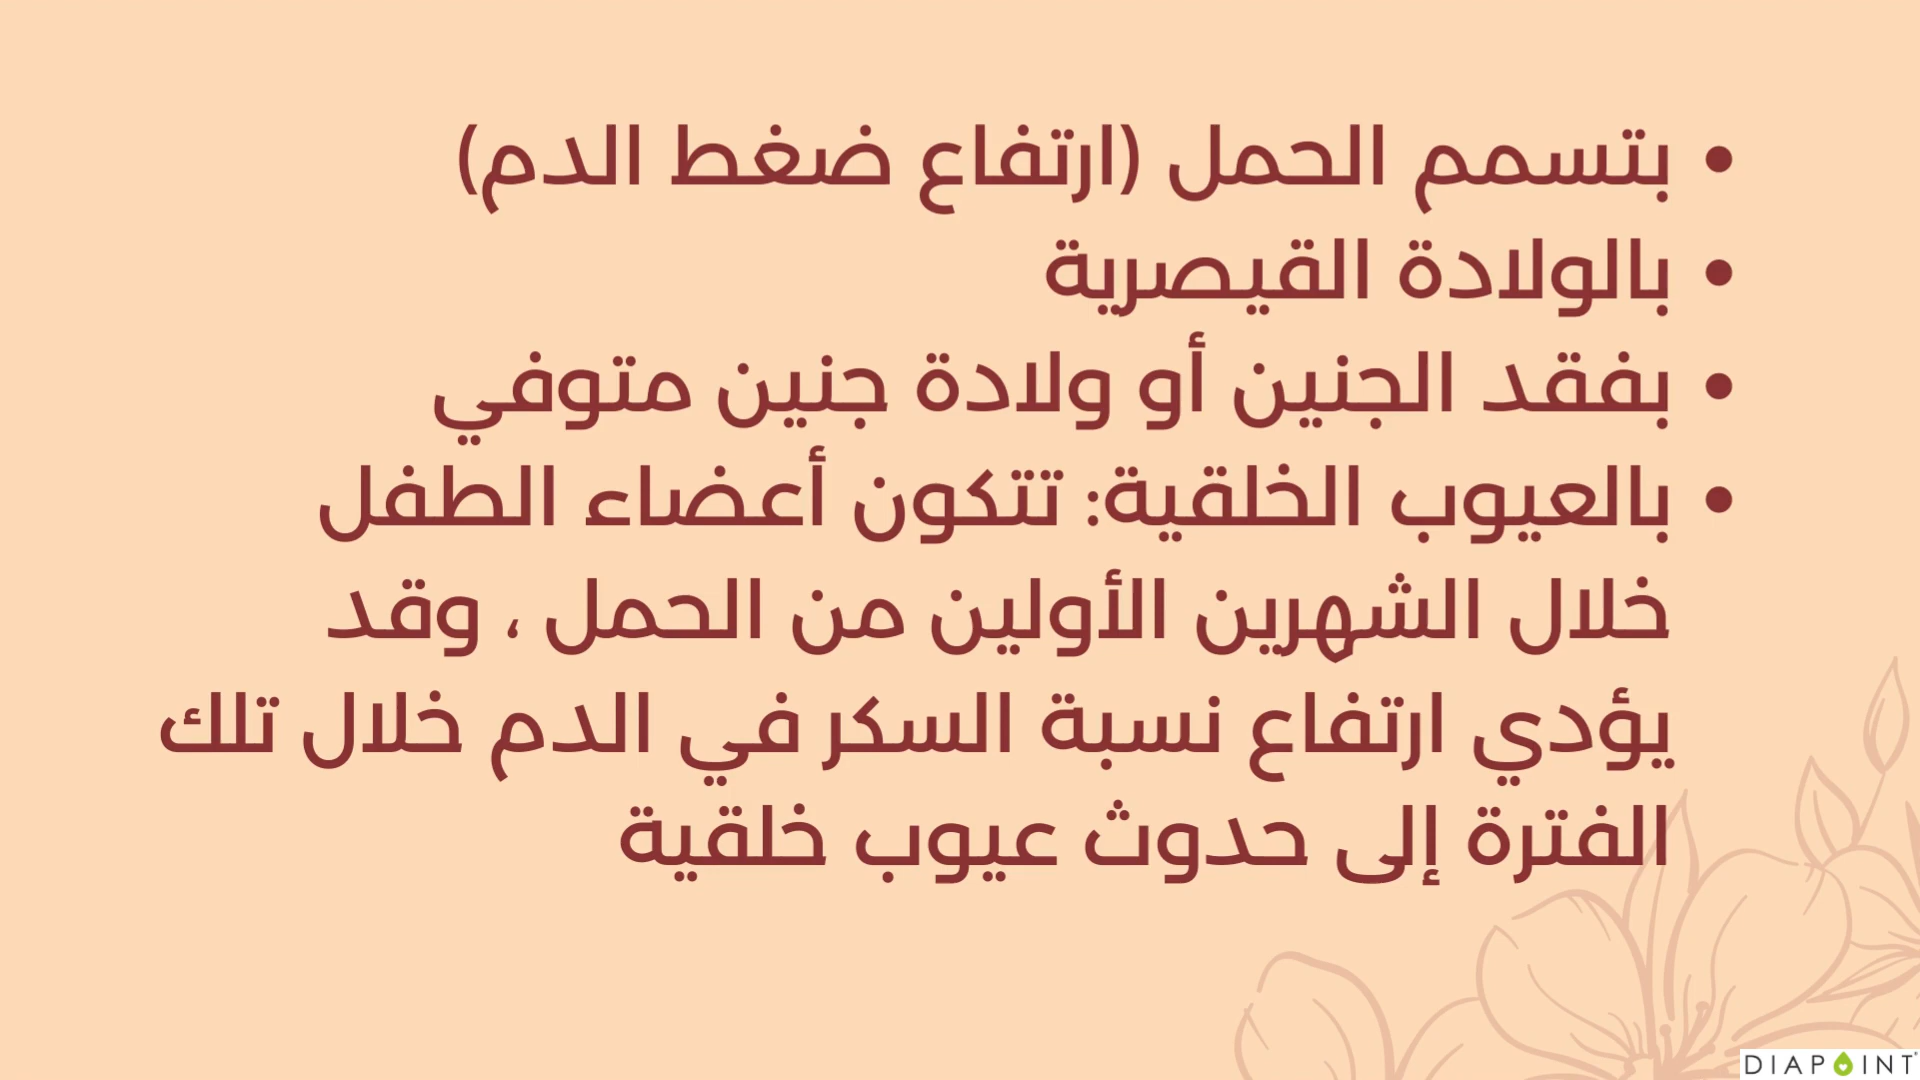 • بتسمم الحمل (ارتفاع ضغط الدم)
• بالولادة القيصرية
• بفقد الجنين أو ولادة جنين متوفي
• بالعيوب الخلقية: تتكون أعضاء الطفل
خلال الشهرين الأولين من الحمل ، وقد
يؤدي ارتفاع نسبة السكر في الدم خلال تلك
الفترة إلى حدوث عيوب خلقية
DIAPOINT